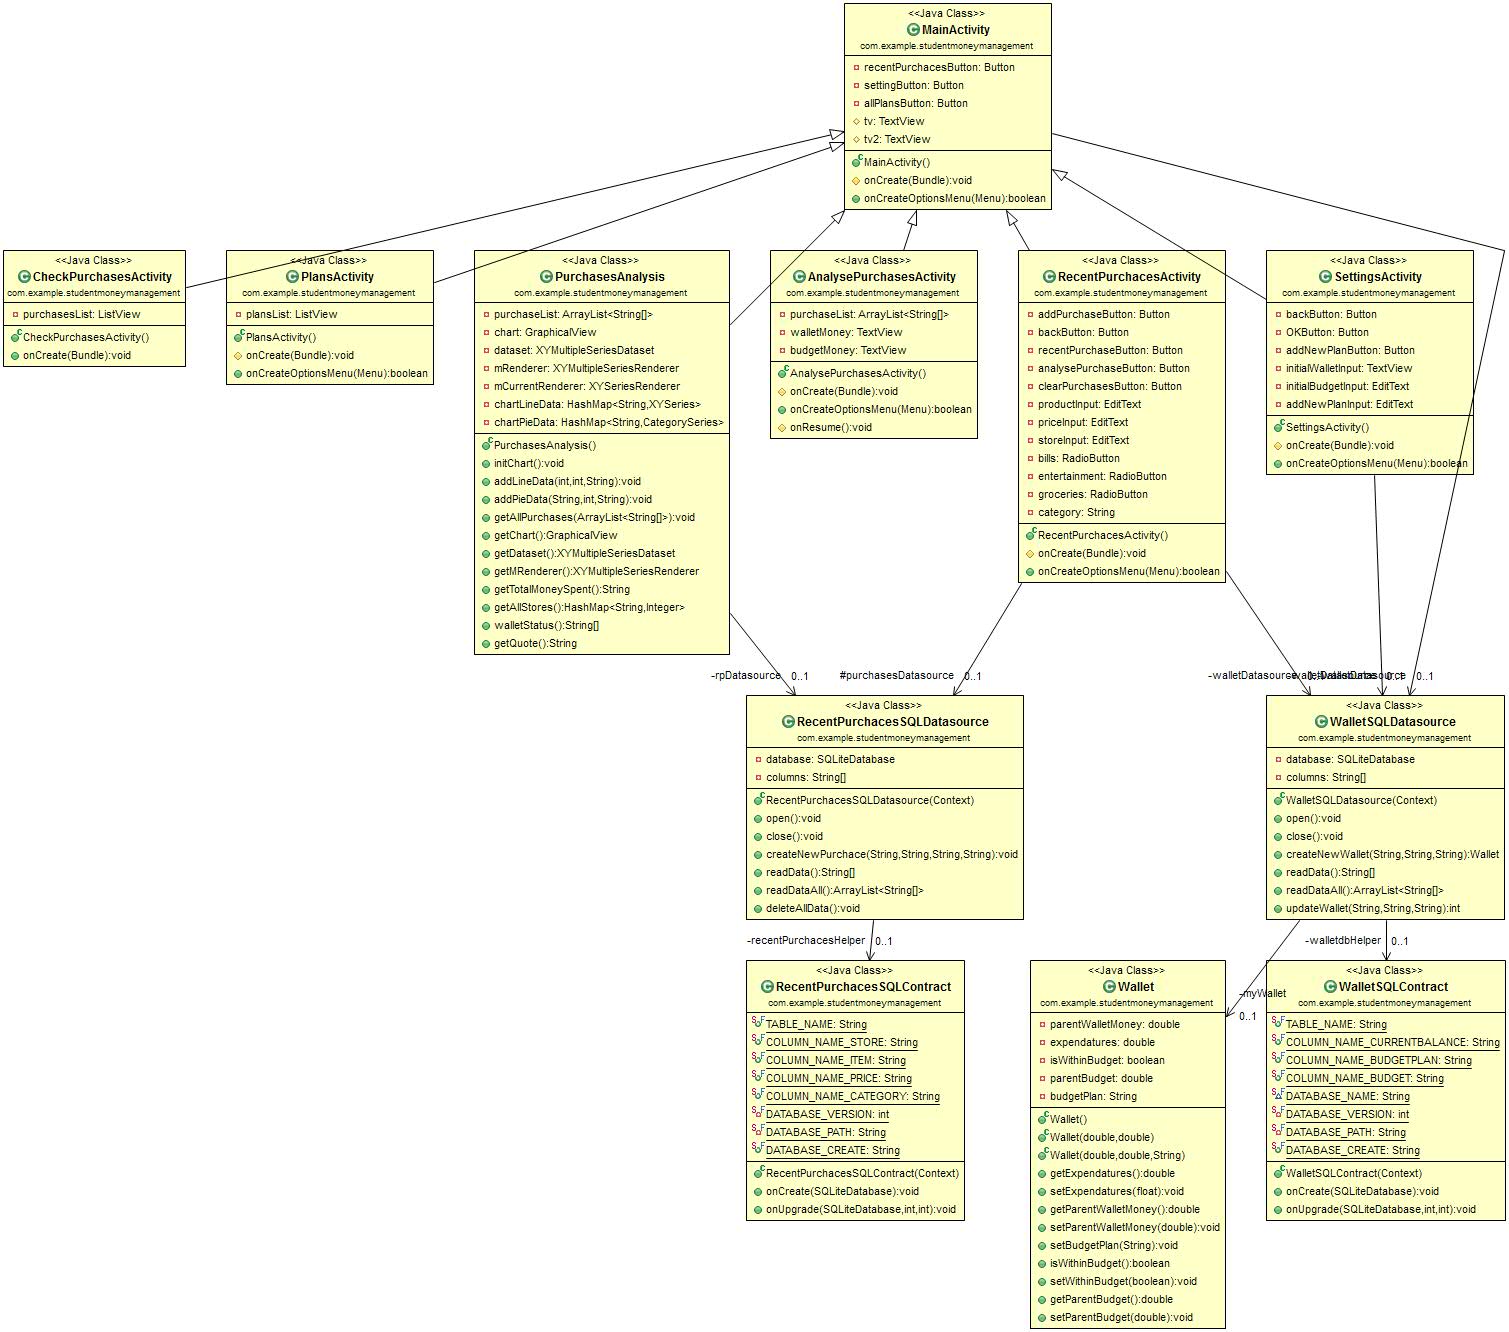 <<Java Class>>
MainActivity
com.example.studentmoneymanagement
recentPurchacesButton: Button
settingButton: Button
allPlansButton: Button
tv: TextView
tv2: TextView
MainActivity()
onCreate(Bundle):void
onCreateOptionsMenu(Menu):boolean
<<Java Class>>
CheckPurchasesActivity
com.example.studentmoneymanagement
purchasesList: ListView
CheckPurchasesActivity()
onCreate(Bundle):void
<<Java Class>>
PlansActivity
com.example.studentmoneymanagement
plansList: ListView
PlansActivity()
onCreate(Bundle):void
onCreateOptionsMenu(Menu):boolean
<<Java Class>>
PurchasesAnalysis
com.example.studentmoneymanagement
purchaseList: ArrayList<String[]>
chart: GraphicalView
dataset: XYMultipleSeriesDataset
mRenderer: XYMultipleSeriesRenderer
mCurrentRenderer: XYSeriesRenderer
chartLineData: HashMap<String,XYSeries>
chartPieData: HashMap<String,CategorySeries>
PurchasesAnalysis()
initChart():void
addLineData(int,int,String):void
addPieData(String,int,String):void
getAllPurchases(ArrayList<String[]>):void
getChart():GraphicalView
getDataset():XYMultipleSeriesDataset
getMRenderer():XYMultipleSeriesRenderer
getTotalMoneySpent():String
getAllStores():HashMap<String,Integer>
walletStatus():String[]
getQuote():String
<<Java Class>>
AnalysePurchasesActivity
com.example.studentmoneymanagement
purchaseList: ArrayList<String[]>
walletMoney: TextView
budgetMoney: TextView
AnalysePurchasesActivity()
onCreate(Bundle):void
onCreateOptionsMenu(Menu):boolean
onResume():void
<<Java Class>>
RecentPurchacesActivity
com.example.studentmoneymanagement
addPurchaseButton: Button
backButton: Button
recentPurchaseButton: Button
analysePurchaseButton: Button
clearPurchasesButton: Button
productInput: EditText
priceInput: EditText
storeInput: EditText
bills: RadioButton
entertainment: RadioButton
groceries: RadioButton
category: String
RecentPurchacesActivity()
onCreate(Bundle):void
onCreateOptionsMenu(Menu):boolean
<<Java Class>>
SettingsActivity
com.example.studentmoneymanagement
backButton: Button
OKButton: Button
addNewPlanButton: Button
initialWalletInput: TextView
initialBudgetInput: EditText
addNewPlanInput: EditText
SettingsActivity()
onCreate(Bundle):void
onCreateOptionsMenu(Menu):boolean
-rpDatasource 0..1
#purchasesDatasource 0..1
-walletDatasource 0..1
<<Java Class>>
RecentPurchacesSQLDatasource
com.example.studentmoneymanagement
database: SQLiteDatabase
columns: String[]
RecentPurchacesSQLDatasource(Context)
open():void
close():void
createNewPurchace(String,String,String,String):void
readData():String[]
readDataAll():ArrayList<String[]>
deleteAllData():void
<<Java Class>>
WalletSQLDatasource
com.example.studentmoneymanagement
database: SQLiteDatabase
columns: String[]
WalletSQLDatasource(Context)
open():void
close():void
createNewWallet(String,String,String):Wallet
readData():String[]
readDataAll():ArrayList<String[]>
updateWallet(String,String,String):int
-recentPurchacesHelper 0..1
-walletdbHelper 0..1
-myWallet
0..1
<<Java Class>>
RecentPurchacesSQLContract
com.example.studentmoneymanagement
TABLE_NAME: String
COLUMN_NAME_STORE: String
COLUMN_NAME_ITEM: String
COLUMN_NAME_PRICE: String
COLUMN_NAME_CATEGORY: String
DATABASE_VERSION: int
DATABASE_PATH: String
DATABASE_CREATE: String
RecentPurchacesSQLContract(Context)
onCreate(SQLiteDatabase):void
onUpgrade(SQLiteDatabase,int,int):void
<<Java Class>>
Wallet
com.example.studentmoneymanagement
parentWalletMoney: double
expendatures: double
isWithinBudget: boolean
parentBudget: double
budgetPlan: String
Wallet()
Wallet(double,double)
Wallet(double,double,String)
getExpendatures():double
setExpendatures(float):void
getParentWalletMoney():double
setParentWalletMoney(double):void
setBudgetPlan(String):void
isWithinBudget():boolean
setWithinBudget(boolean):void
getParentBudget():double
setParentBudget(double):void
<<Java Class>>
WalletSQLContract
com.example.studentmoneymanagement
TABLE_NAME: String
COLUMN_NAME_CURRENTBALANCE: String
COLUMN_NAME_BUDGETPLAN: String
COLUMN_NAME_BUDGET: String
DATABASE_NAME: String
DATABASE_VERSION: int
DATABASE_PATH: String
DATABASE_CREATE: String
WalletSQLContract(Context)
onCreate(SQLiteDatabase):void
onUpgrade(SQLiteDatabase,int,int):void